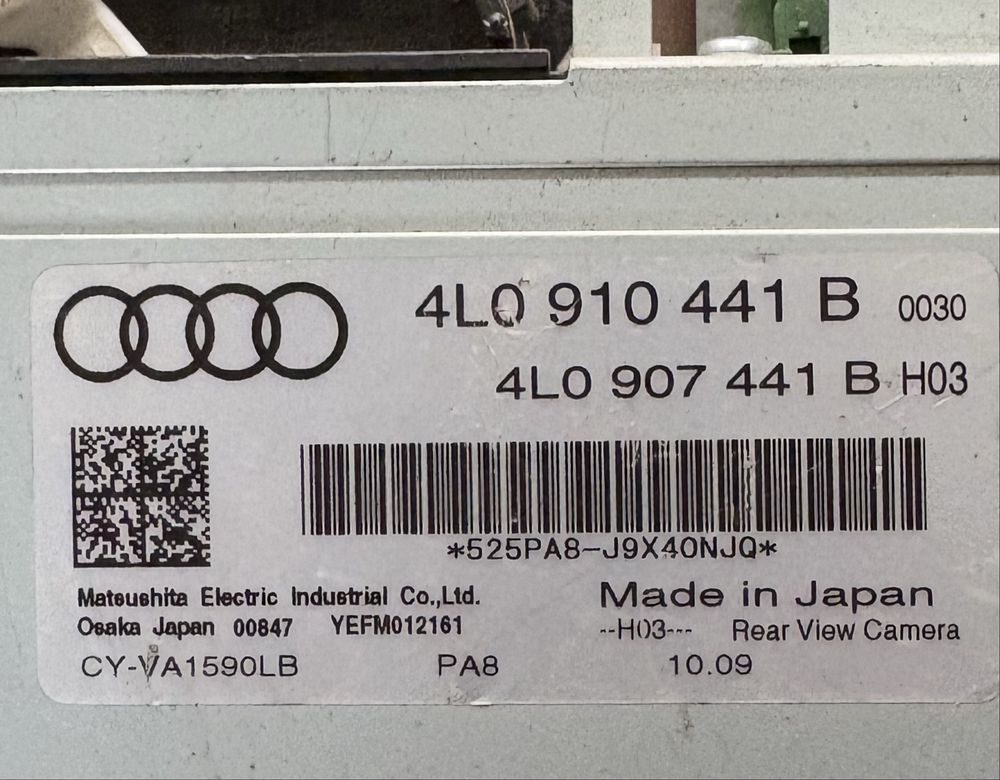 4L0 910 441 B 0030
4L0 907 441 B H03
*525PA8-J9X40NJQ*
Matsushita Electric Industrial Co.,Ltd.
Made in Japan
Osaka Japan 00847 YEFM012161
--H03--- Rear View Camera
CY-VA1590LB PA8 10.09